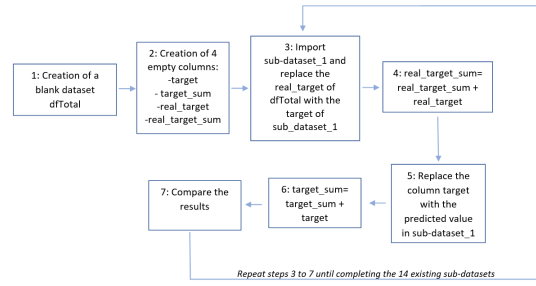 1: Creation of a
blank dataset
dfTotal
2: Creation of 4
empty columns:
-target
- target_sum
-real_target
-real_target_sum
3: Import
sub-dataset_1 and
replace the
real_target of
dfTotal with the
target of
sub_dataset_1
4: real_target_sum=
real_target_sum +
real_target
5: Replace the
column target
with the
predicted value
in sub-dataset_1
6: target_sum=
target_sum +
target
7: Compare the
results
Repeat steps 3 to 7 until completing the 14 existing sub-datasets